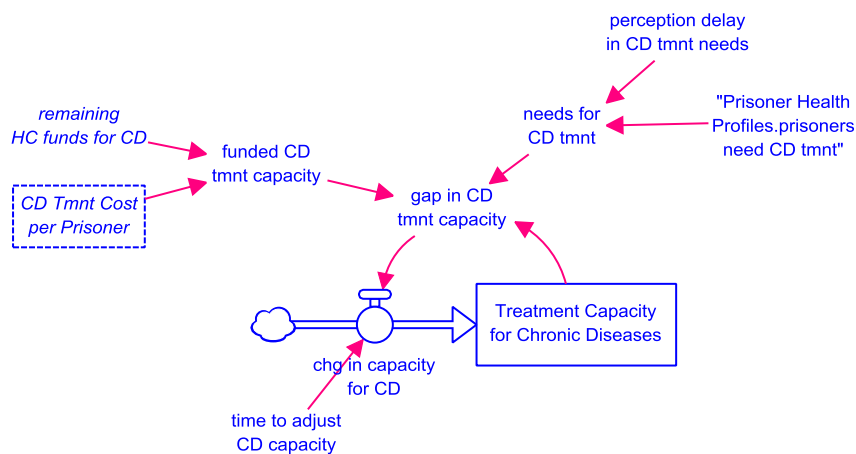 perception delay
in CD tmnt needs
remaining
HC funds for CD
"Prisoner Health
Profiles.prisoners
need CD tmnt"
needs for
CD tmnt
funded CD
tmnt capacity
CD Tmnt Cost
per Prisoner
gap in CD
tmnt capacity
Treatment Capacity
for Chronic Diseases
chg in capacity
for CD
time to adjust
CD capacity